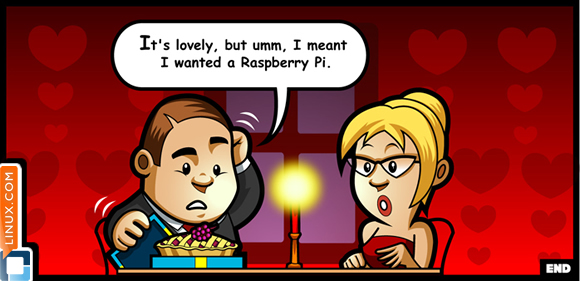 It's lovely, but umm, I meant
I wanted a Raspberry Pi.
LINUX.COM
END